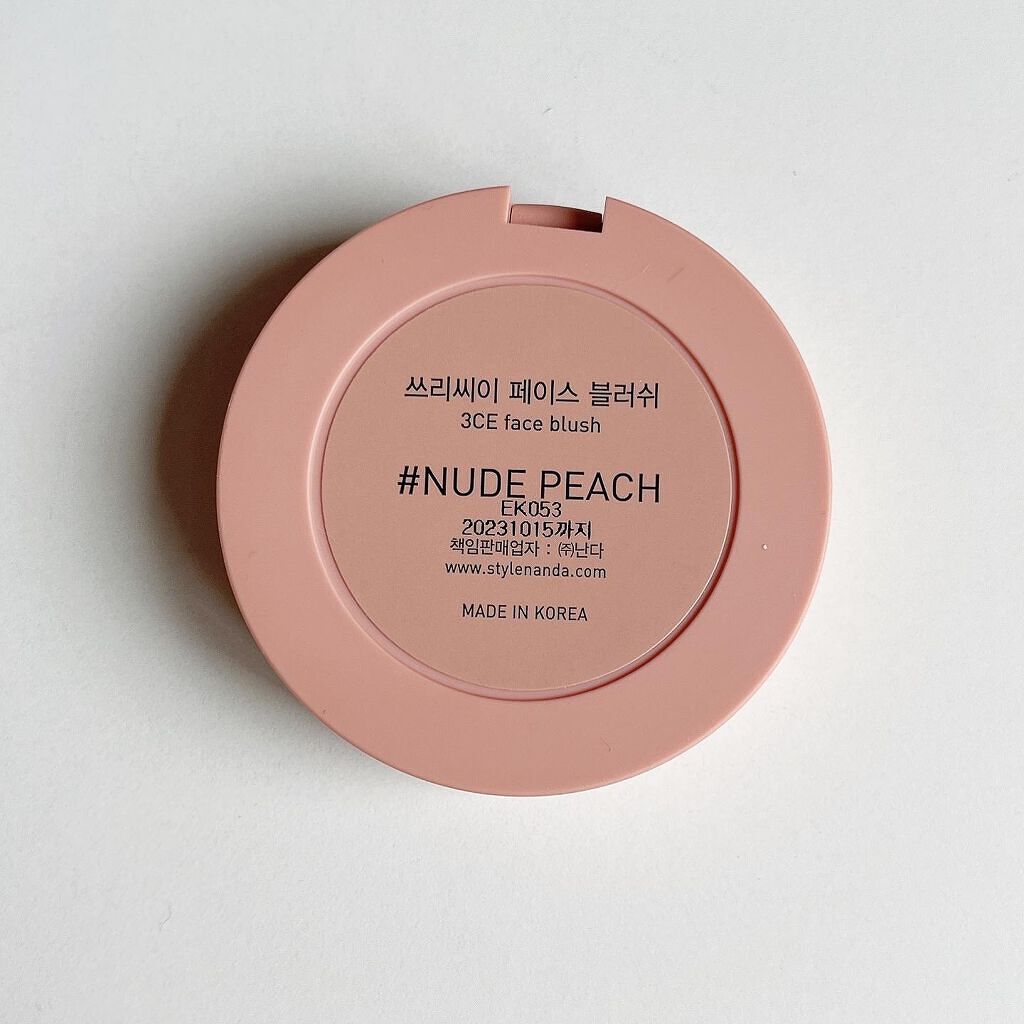 쓰리씨이 페이스 블러쉬
3CE face blush
#NUDE PEACH
EK053
20231015까지
책임판매업자 : ㈜난다
www.stylenanda.com
MADE IN KOREA